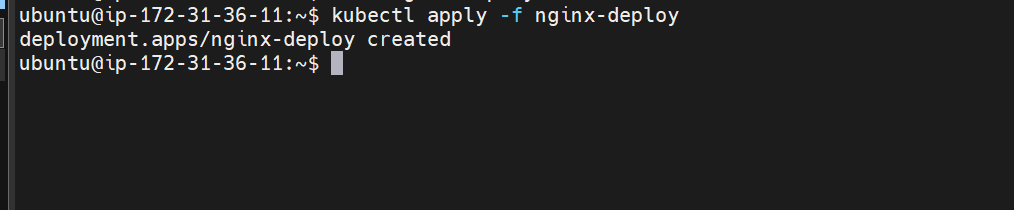 ubuntu@ip-172-31-36-11:~$ kubectl apply -f nginx-deploy
deployment.apps/nginx-deploy created
ubuntu@ip-172-31-36-11:~$